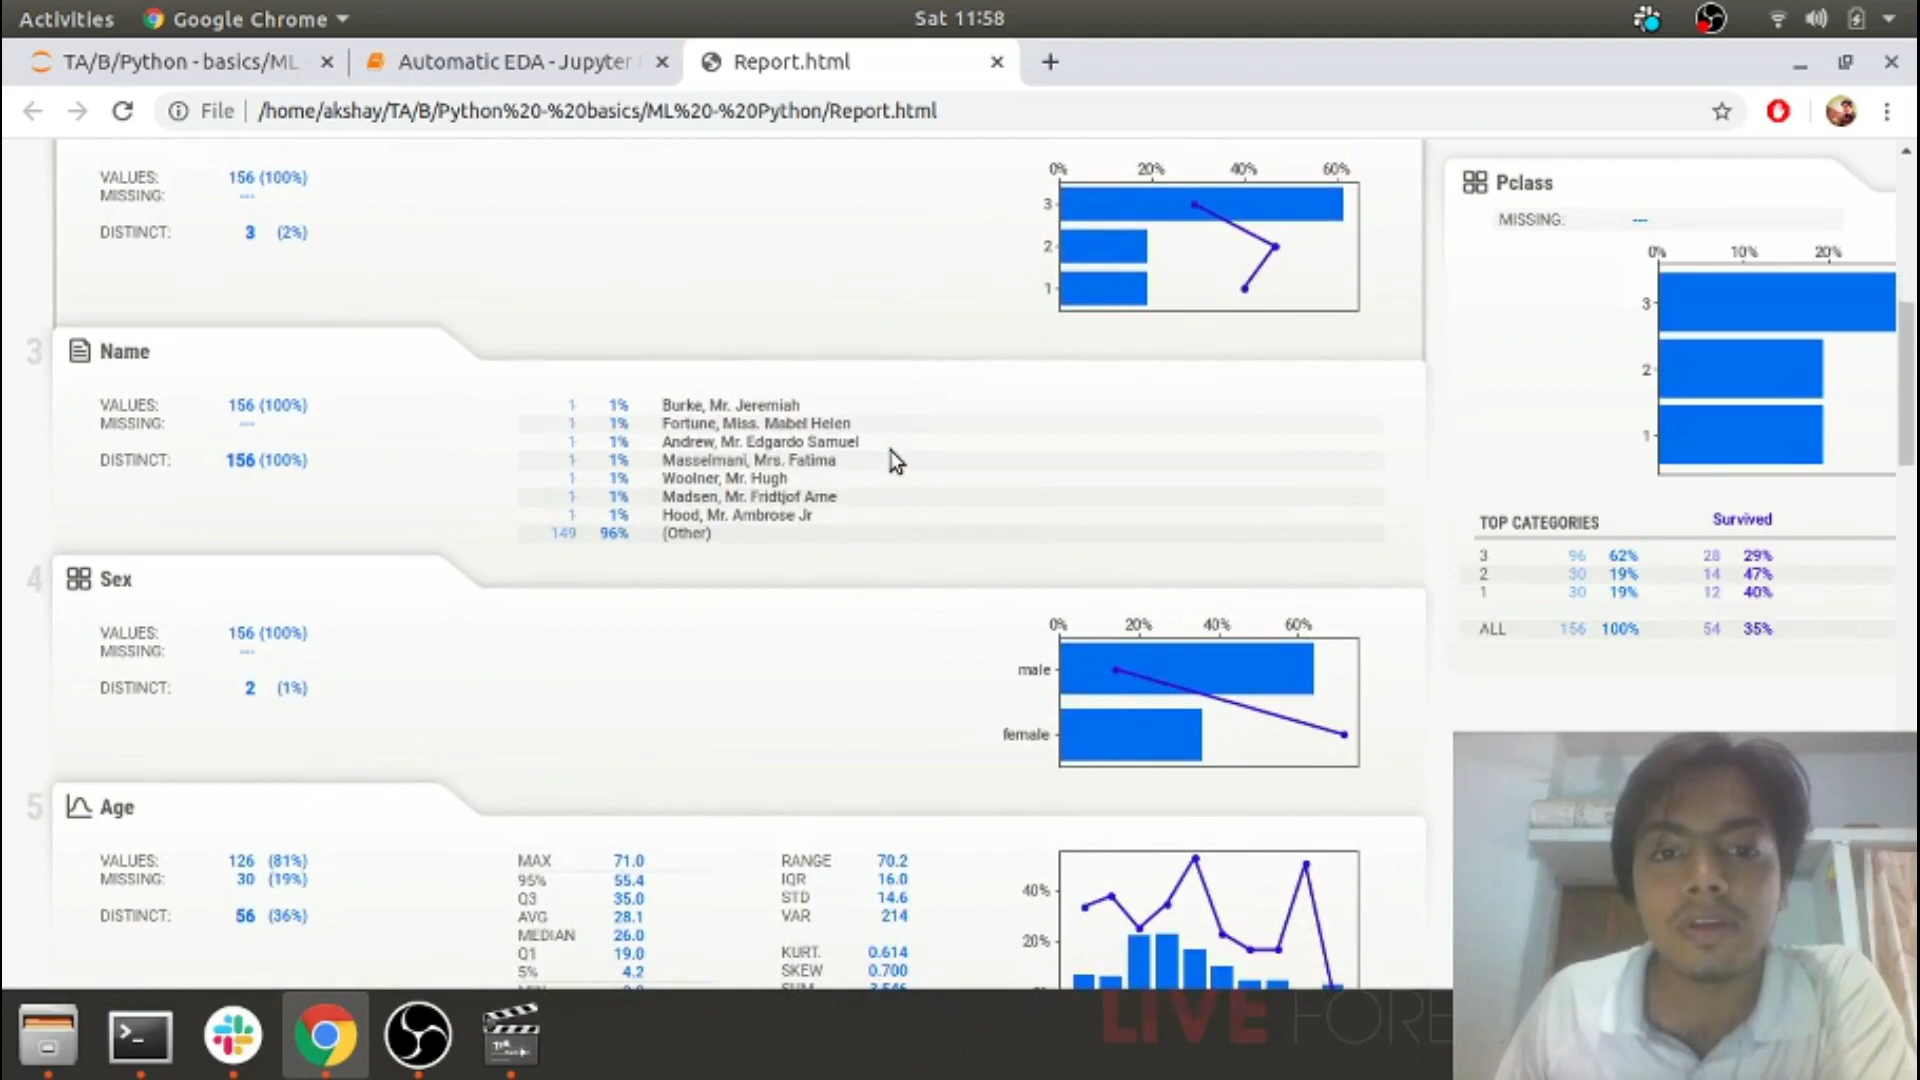 Activities Google Chrome Sat 11:58
TA/B/Python - basics/ML Automatic EDA - Jupyter Report.html
File /home/akshay/TA/B/Python%20-%20basics/ML%20-%20Python/Report.html
VALUES: 156 (100%)
MISSING: ---
DISTINCT: 3 (2%)
0% 20% 40% 60%
3
2
1
3 Name
VALUES: 156 (100%)
MISSING: ---
DISTINCT: 156 (100%)
1 1% Burke, Mr. Jeremiah
1 1% Fortune, Miss. Mabel Helen
1 1% Andrew, Mr. Edgardo Samuel
1 1% Masselmani, Mrs. Fatima
1 1% Woolner, Mr. Hugh
1 1% Madsen, Mr. Fridtjof Arne
1 1% Hood, Mr. Ambrose Jr
149 96% (Other)
4 Sex
VALUES: 156 (100%)
MISSING: ---
DISTINCT: 2 (1%)
0% 20% 40% 60%
male
female
5 Age
VALUES: 126 (81%)
MISSING: 30 (19%)
DISTINCT: 56 (36%)
MAX 71.0
95% 55.4
Q3 35.0
AVG 28.1
MEDIAN 26.0
Q1 19.0
5% 4.2
RANGE 70.2
IQR 16.0
STD 14.6
VAR 214
KURT. 0.614
SKEW 0.700
40%
20%
Pclass
MISSING: ---
0% 10% 20%
3
2
1
TOP CATEGORIES Survived
3 96 62% 28 29%
2 30 19% 14 47%
1 30 19% 12 40%
ALL 156 100% 54 35%
LIVE FORE